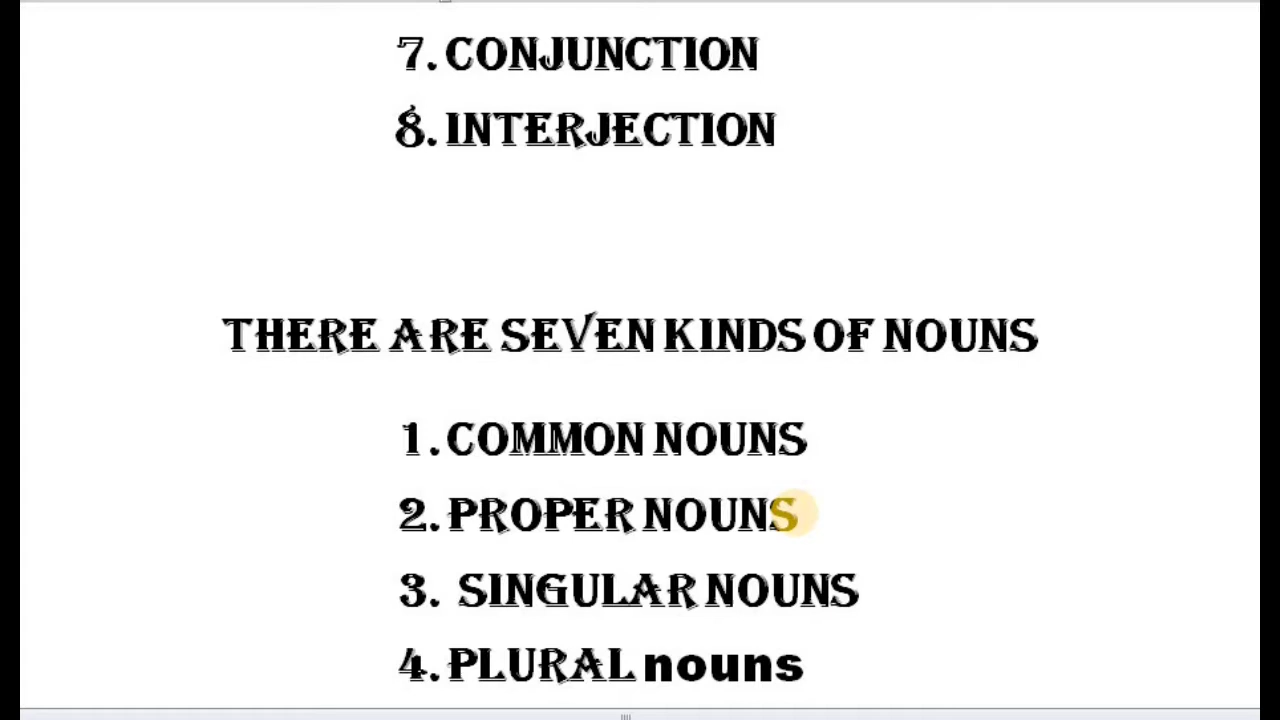 7. CONJUNCTION
8. INTERJECTION
THERE ARE SEVEN KINDS OF NOUNS
1. COMMON NOUNS
2. PROPER NOUNS
3. SINGULAR NOUNS
4. PLURAL nouns